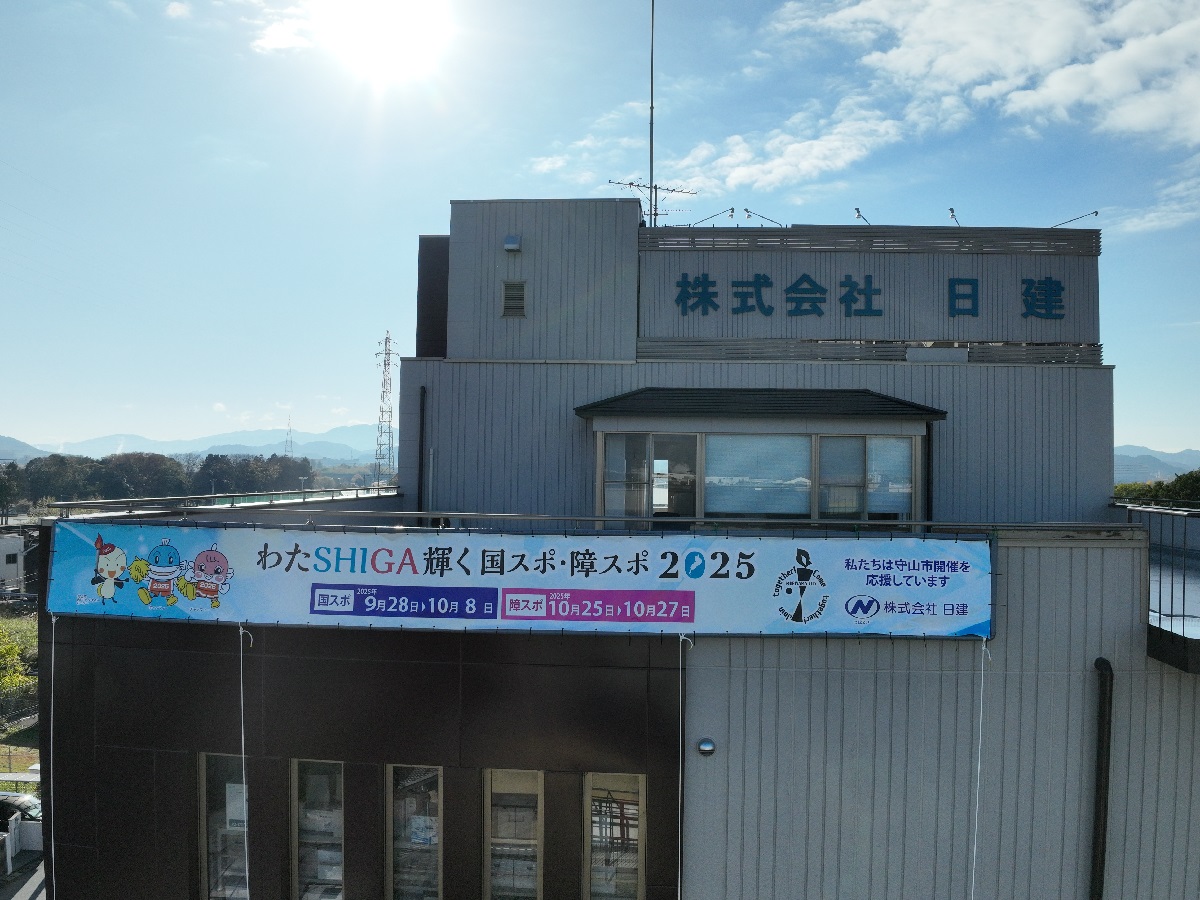 株式会社 日建
わたSHIGA輝く国スポ・障スポ2025
国スポ 2025年 9月28日▶10月8日
障スポ 2025年 10月25日▶10月27日
私たちは守山市開催を
応援しています
株式会社 日建